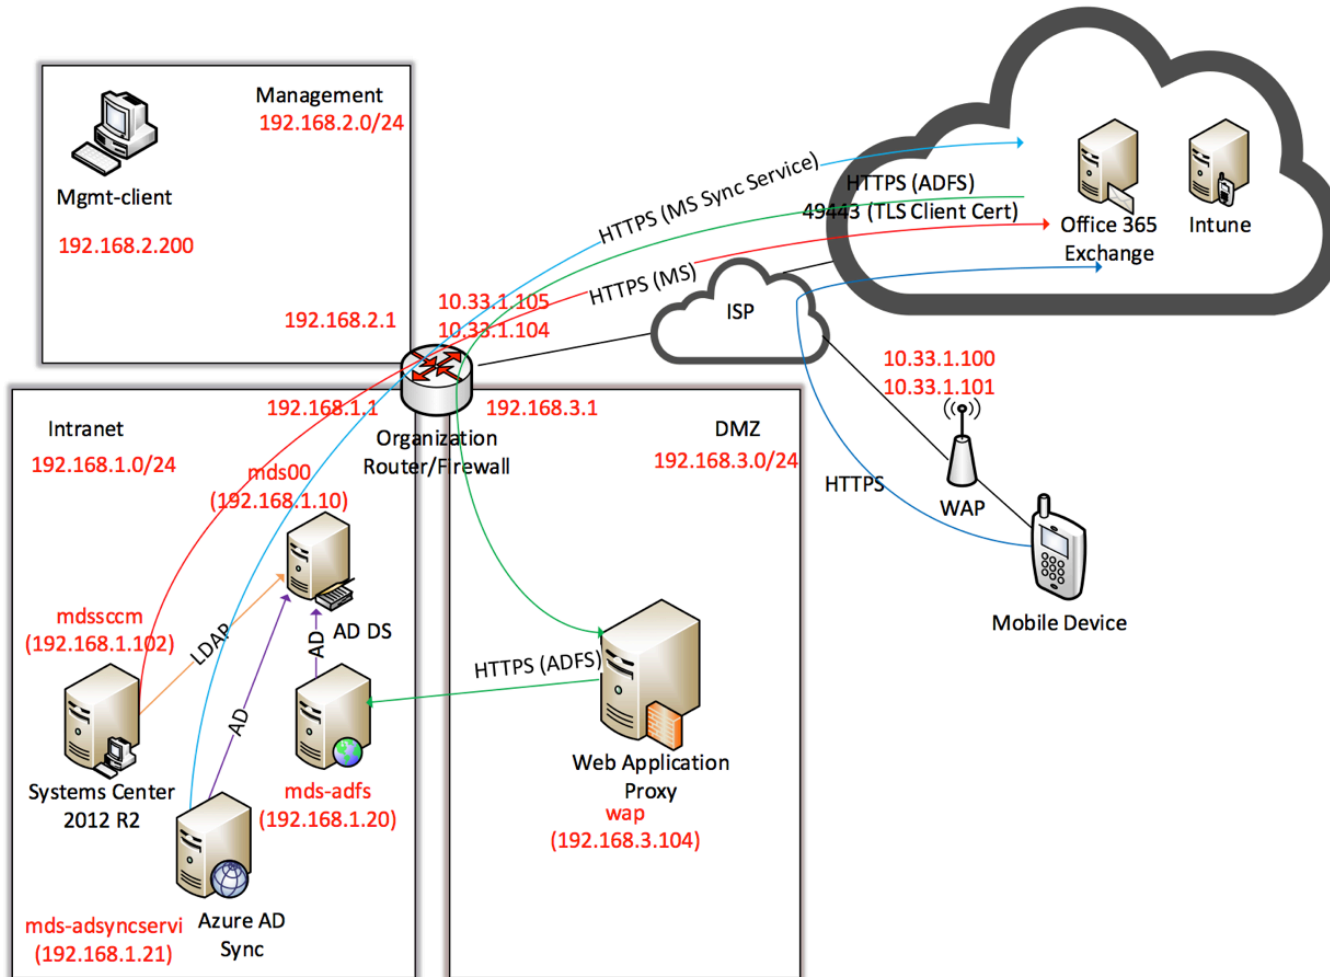 Management
192.168.2.0/24
Mgmt-client
192.168.2.200
192.168.2.1
HTTPS (MS Sync Service)
HTTPS (ADFS)
49443 (TLS Client Cert)
HTTPS (MS)
Office 365
Exchange
Intune
10.33.1.105
10.33.1.104
ISP
10.33.1.100
10.33.1.101
192.168.1.1
192.168.3.1
Organization
Router/Firewall
Intranet
192.168.1.0/24
DMZ
192.168.3.0/24
mds00
(192.168.1.10)
HTTPS
WAP
Mobile Device
mdssccm
(192.168.1.102)
LDAP
AD DS
AD
AD
HTTPS (ADFS)
Systems Center
2012 R2
mds-adfs
(192.168.1.20)
Web Application
Proxy
wap
(192.168.3.104)
mds-adsyncservi
(192.168.1.21)
Azure AD
Sync